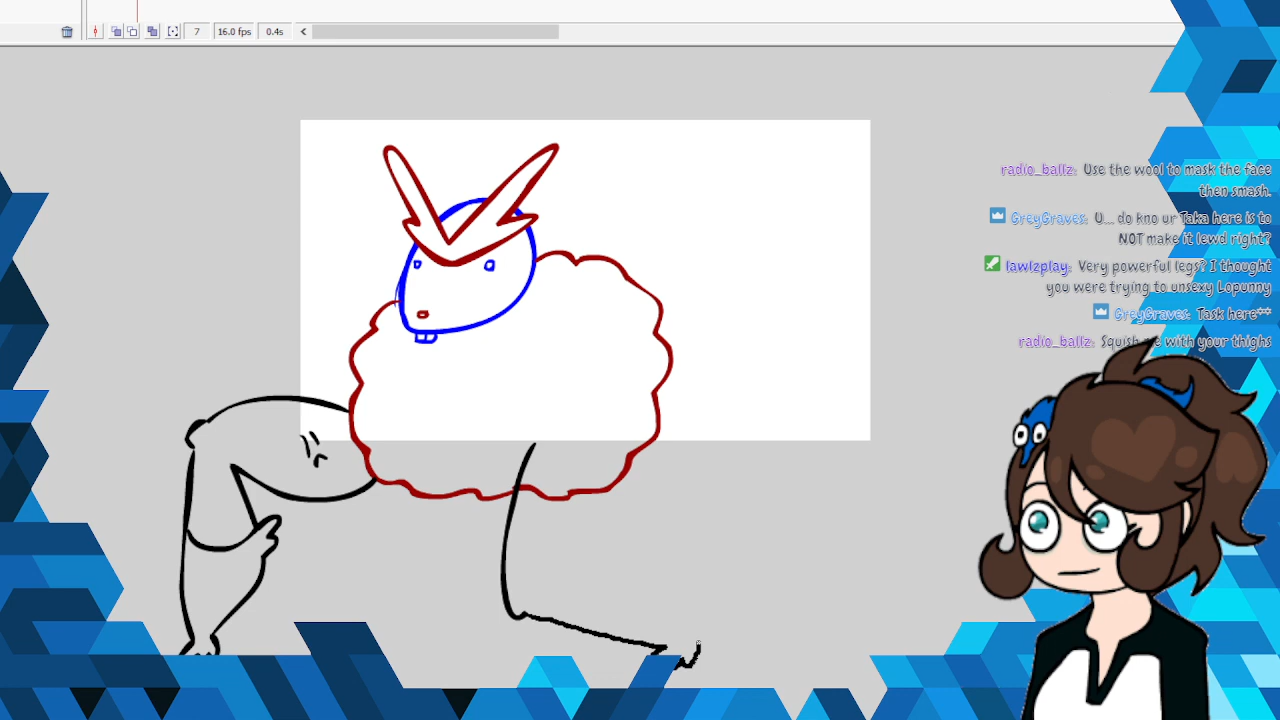 7 16.0 fps 0.4s
radio_ballz: Use the wool to mask the face
then smash.
GreyGraves: U... do kno ur Taka here is to
NOT make it lewd right?
lawlzplay: Very powerful legs? I thought
you were trying to unsexy Lopunny
GreyGraves: Task here**
radio_ballz: Squish me with your thighs